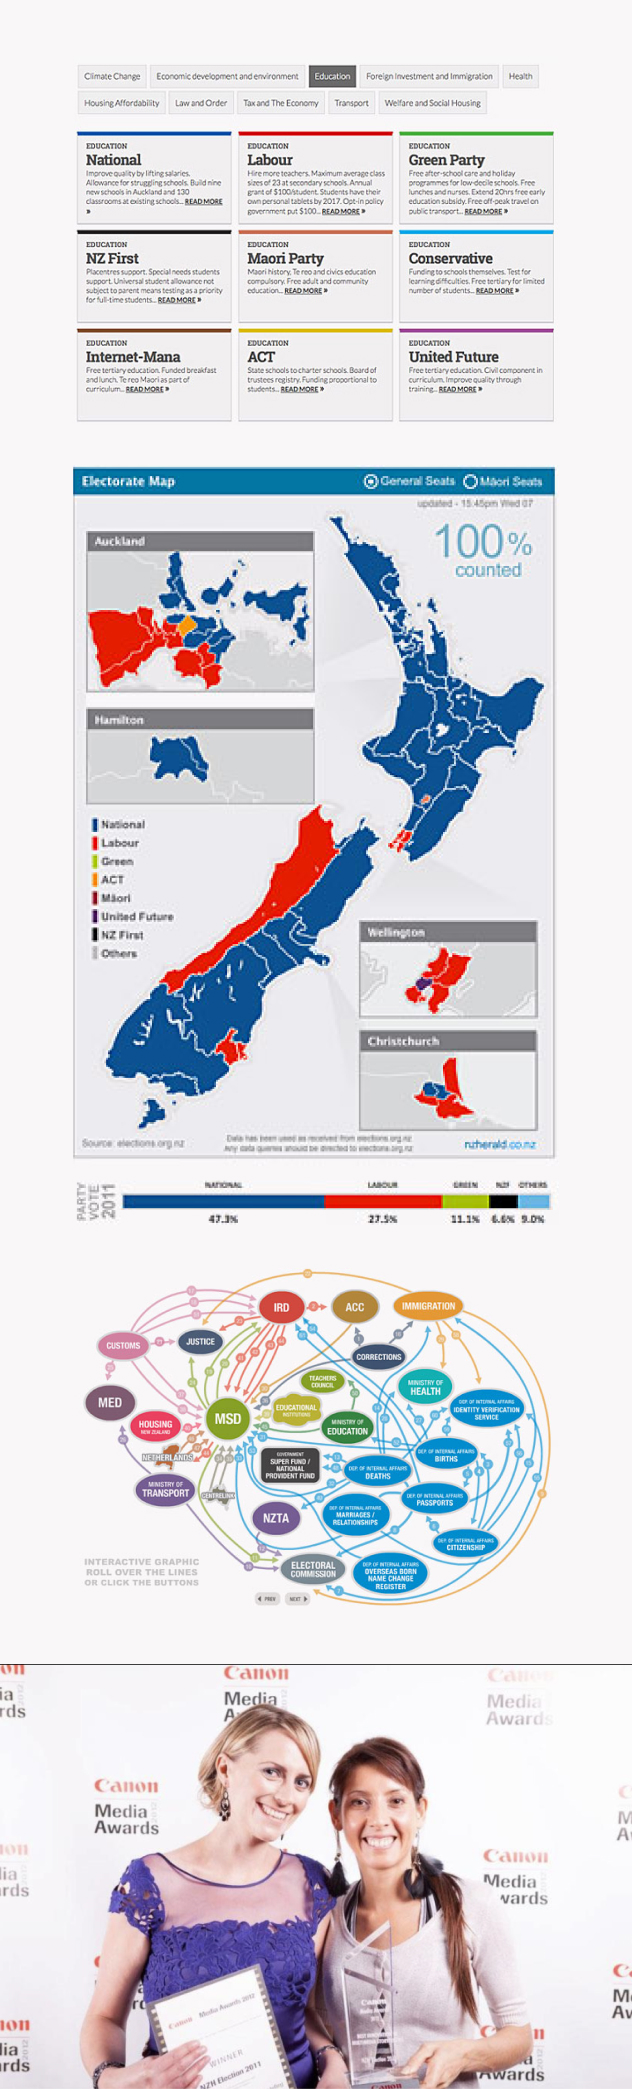 Climate Change
Economic development and environment
Education
Foreign Investment and Immigration
Health
Housing Affordability
Law and Order
Tax and The Economy
Transport
Welfare and Social Housing
EDUCATION
National
Improve quality by lifting salaries.
Allowance for struggling schools. Build nine
new schools in Auckland and 130
classrooms at existing schools... READ MORE
»
EDUCATION
Labour
Hire more teachers. Maximum average class
sizes of 23 at secondary schools. Annual
grant of $100/student. Students have their
own personal tablets by 2017. Opt-in policy
government put $100... READ MORE »
EDUCATION
Green Party
Free after-school care and holiday
programmes for low-decile schools. Free
lunches and nurses. Extend 20hrs free early
education subsidy. Free off-peak travel on
public transport... READ MORE »
EDUCATION
NZ First
Placentres support. Special needs students
support. Universal student allowance not
subject to parent means testing as a priority
for full-time students... READ MORE »
EDUCATION
Maori Party
Maori history, Te reo and civics education
compulsory. Free adult and community
education... READ MORE »
EDUCATION
Conservative
Funding to schools themselves. Test for
learning difficulties. Free tertiary for limited
number of students... READ MORE »
EDUCATION
Internet-Mana
Free tertiary education. Funded breakfast
and lunch. Te reo Maori as part of
curriculum... READ MORE »
EDUCATION
ACT
State schools to charter schools. Board of
trustees registry. Funding proportional to
students... READ MORE »
EDUCATION
United Future
Free tertiary education. Civil component in
curriculum. Improve quality through
training... READ MORE »
Electorate Map
General Seats
Māori Seats
updated - 15:45pm Wed 07
100%
counted
Auckland
Hamilton
National
Labour
Green
ACT
Māori
United Future
NZ First
Others
Wellington
Christchurch
Source: elections.org.nz
Data has been used as received from elections.org.nz
Any data queries should be directed to elections.org.nz
nzherald.co.nz
PARTY
VOTE
2011
NATIONAL
LABOUR
GREEN
NZF
OTHERS
47.3%
27.5%
11.1%
6.6%
9.0%
IRD
ACC
IMMIGRATION
CUSTOMS
JUSTICE
CORRECTIONS
TEACHERS
COUNCIL
MINISTRY OF
HEALTH
MED
HOUSING
NEW ZEALAND
MSD
EDUCATIONAL
INSTITUTIONS
MINISTRY OF
EDUCATION
DEP. OF INTERNAL AFFAIRS
IDENTITY VERIFICATION
SERVICE
NETHERLANDS
GOVERNMENT
SUPER FUND /
NATIONAL
PROVIDENT FUND
DEP. OF INTERNAL AFFAIRS
BIRTHS
DEP. OF INTERNAL AFFAIRS
DEATHS
MINISTRY OF
TRANSPORT
CENTRELINK
DEP. OF INTERNAL AFFAIRS
PASSPORTS
NZTA
DEP. OF INTERNAL AFFAIRS
MARRIAGES /
RELATIONSHIPS
DEP. OF INTERNAL AFFAIRS
CITIZENSHIP
INTERACTIVE GRAPHIC
ROLL OVER THE LINES
OR CLICK THE BUTTONS
ELECTORAL
COMMISSION
DEP. OF INTERNAL AFFAIRS
OVERSEAS BORN
NAME CHANGE
REGISTER
PREV
NEXT
Canon
Media
Canon
Media
Awards
Canon
Media
Awards
Canon
Media
wards
Canon Media Awards 2012
WINNER
NZH Election 2011
Canon